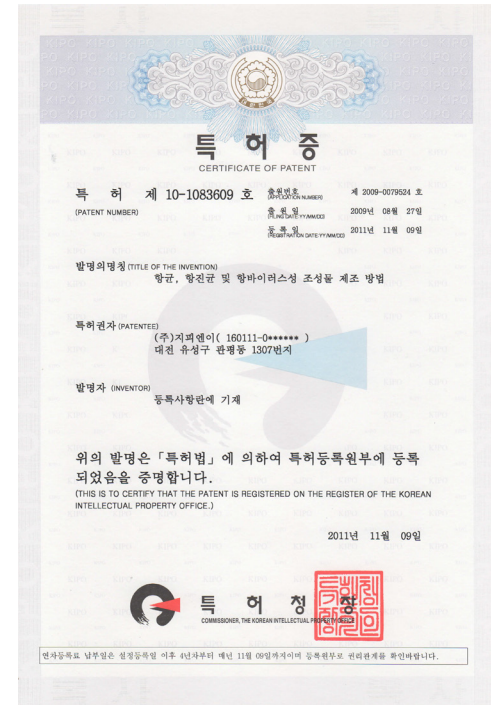 특 허 증
CERTIFICATE OF PATENT
특 허 제 10-1083609 호
(PATENT NUMBER)
출원번호 제 2009-0079524 호
(APPLICATION NUMBER)
출 원 일 2009년 08월 27일
(FILING DATE:YY/MM/DD)
등 록 일 2011년 11월 09일
(REGISTRATION DATE:YY/MM/DD)
발명의명칭 (TITLE OF THE INVENTION)
항균, 항진균 및 항바이러스성 조성물 제조 방법
특허권자 (PATENTEE)
(주)지피엔이( 160111-0****** )
대전 유성구 관평동 1307번지
발명자 (INVENTOR)
등록사항란에 기재
위의 발명은 「특허법」에 의하여 특허등록원부에 등록
되었음을 증명합니다.
(THIS IS TO CERTIFY THAT THE PATENT IS REGISTERED ON THE REGISTER OF THE KOREAN
INTELLECTUAL PROPERTY OFFICE.)
2011년 11월 09일
특 허 청 장
COMMISSIONER, THE KOREAN INTELLECTUAL PROPERTY OFFICE
연차등록료 납부일은 설정등록일 이후 4년차부터 매년 11월 09일까지이며 등록원부로 권리관계를 확인바랍니다.